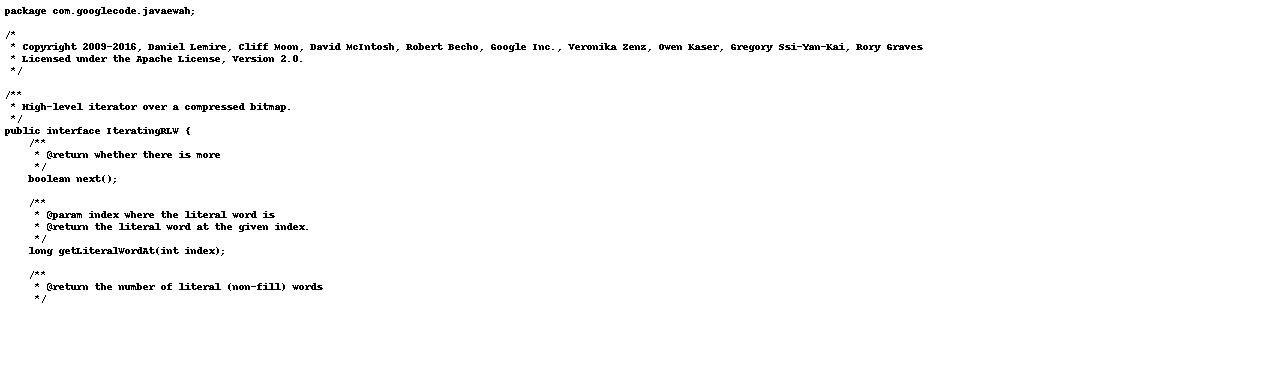 package com.googlecode.javaewah;

/*
 * Copyright 2009-2016, Daniel Lemire, Cliff Moon, David McIntosh, Robert Becho, Google Inc., Veronika Zenz, Owen Kaser, Gregory Ssi-Yan-Kai, Rory Graves
 * Licensed under the Apache License, Version 2.0.
 */

/**
 * High-level iterator over a compressed bitmap.
 */
public interface IteratingRLW {
    /**
     * @return whether there is more
     */
    boolean next();

    /**
     * @param index where the literal word is
     * @return the literal word at the given index.
     */
    long getLiteralWordAt(int index);

    /**
     * @return the number of literal (non-fill) words
     */